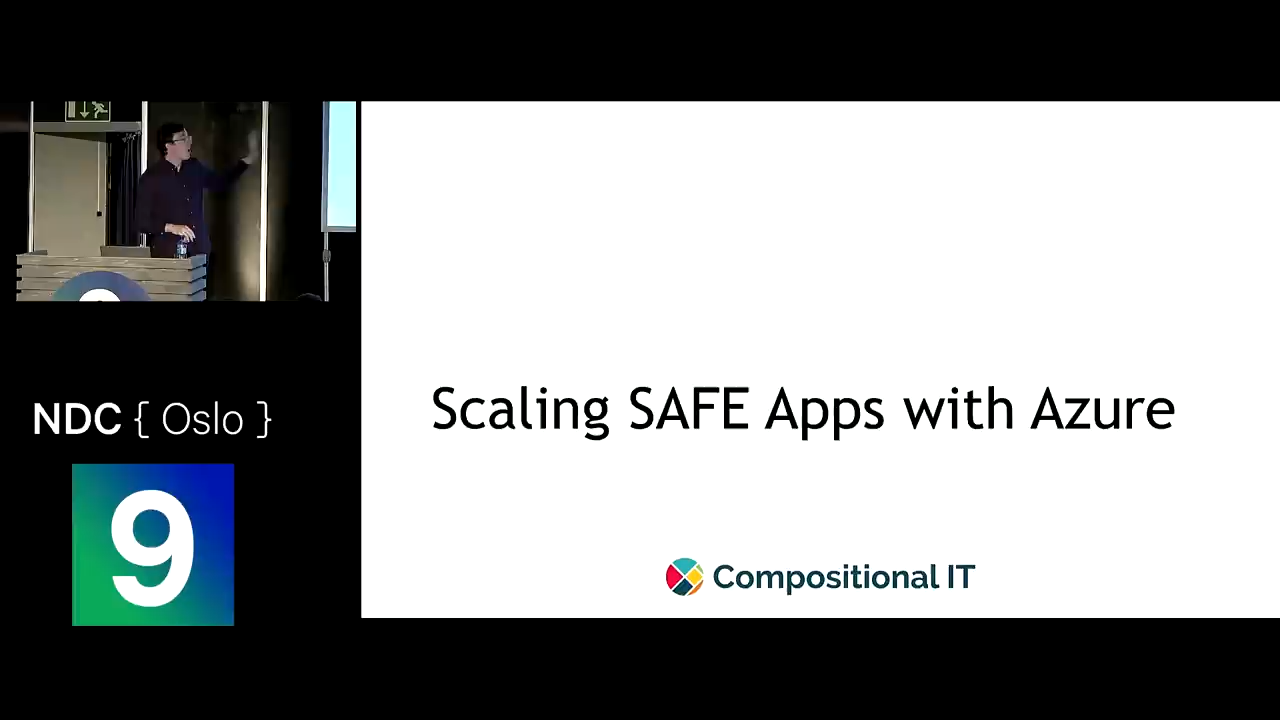 NDC { Oslo }
9
Scaling SAFE Apps with Azure
Compositional IT